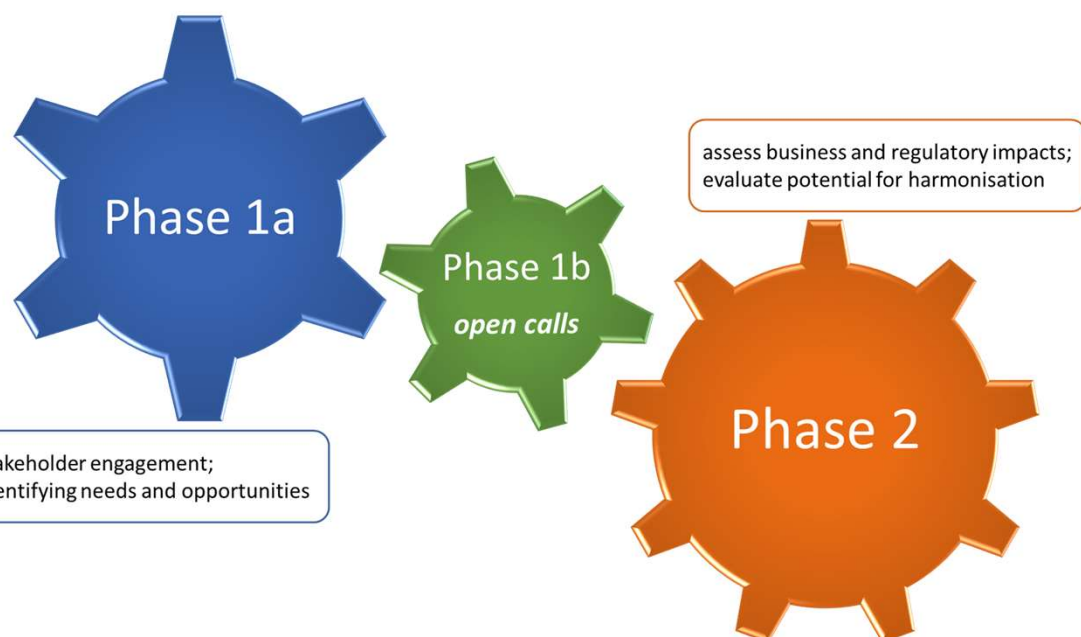 Phase 1a
assess business and regulatory impacts;
evaluate potential for harmonisation
Phase 1b
open calls
Phase 2
akeholder engagement;
entifying needs and opportunities